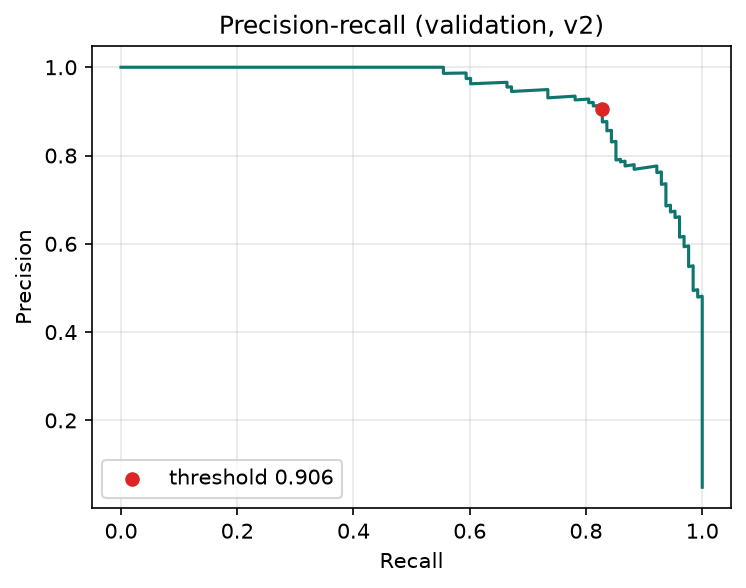 Precision-recall (validation, v2)
Precision
1.0
0.8
0.6
0.4
0.2
threshold 0.906
0.0 0.2 0.4 0.6 0.8 1.0
Recall